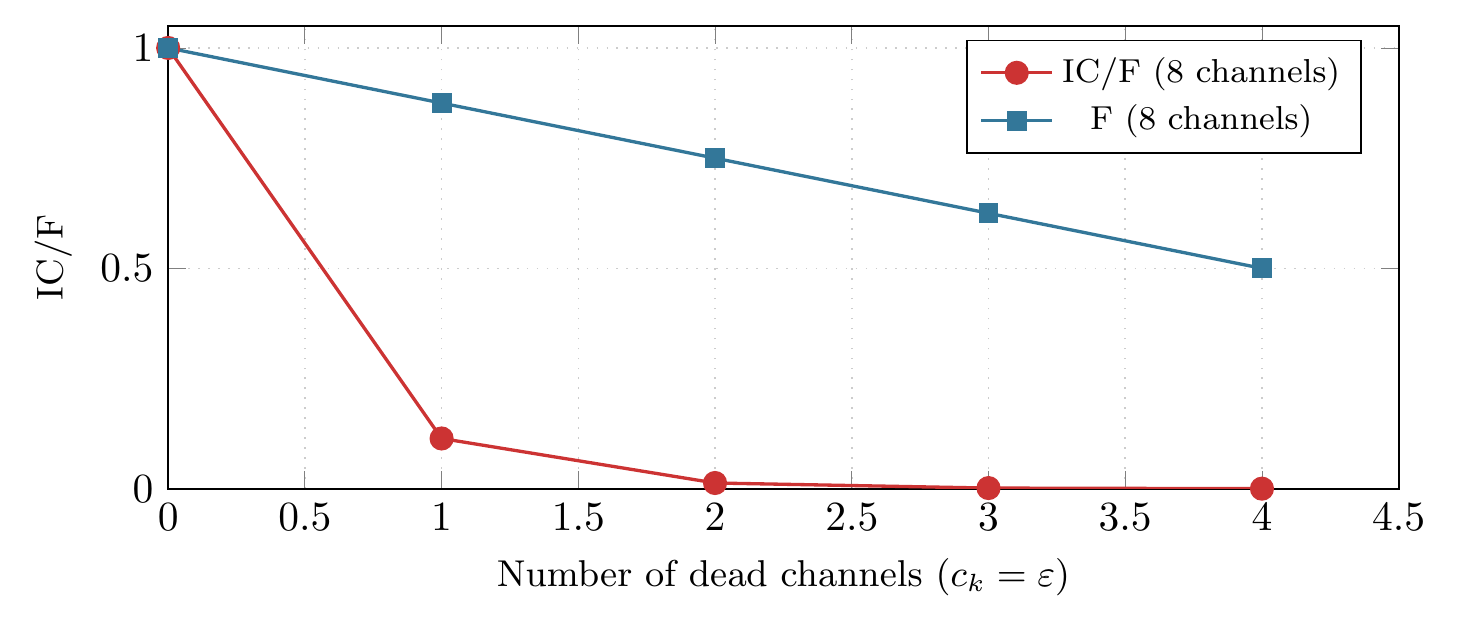 IC/F (8 channels)
F (8 channels)
IC/F
1
0.5
0
0 0.5 1 1.5 2 2.5 3 3.5 4 4.5
Number of dead channels ($c_k = \varepsilon$)